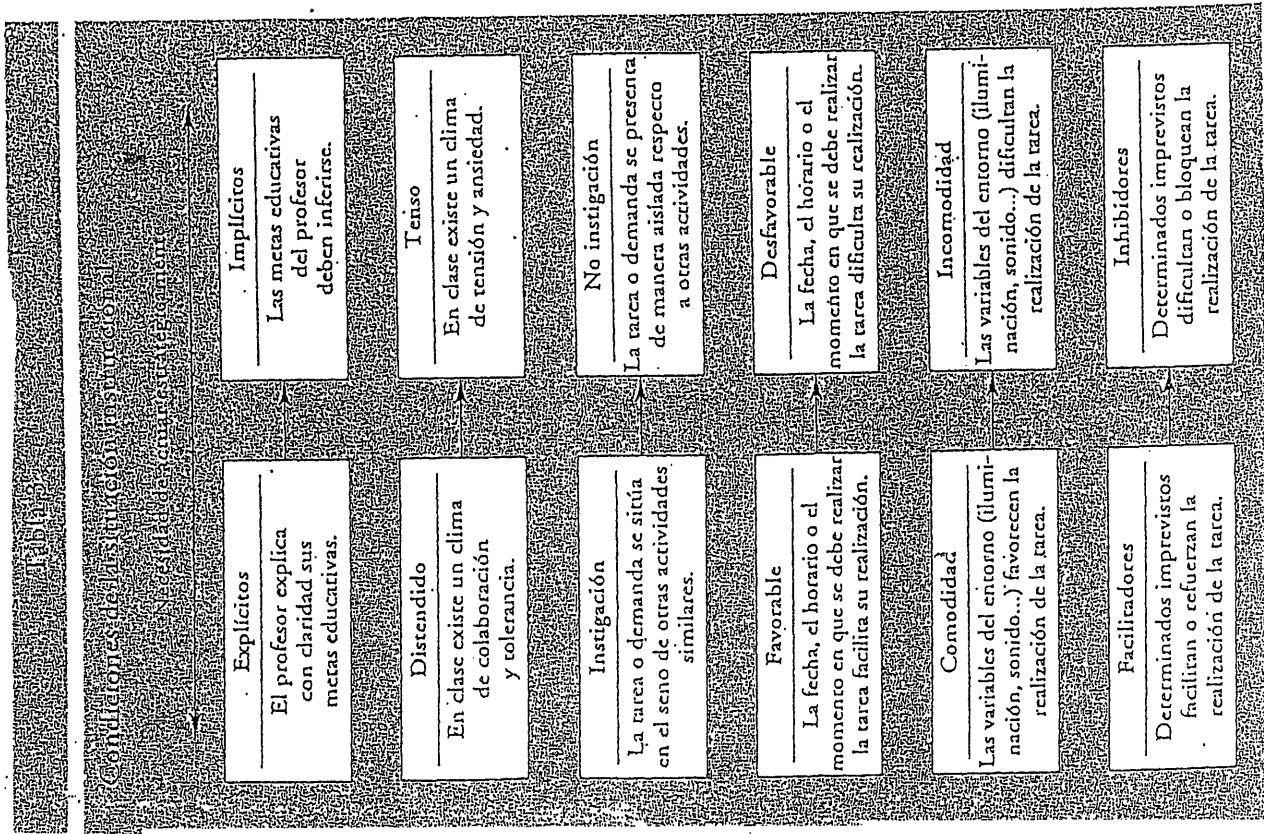 Tabla 3
Condiciones de la situación instruccional
Necesidad de actuar estratégicamente
Explícitos
El profesor explica
con claridad sus
metas educativas.
Implícitos
Las metas educativas
del profesor
deben inferirse.
Distendido
En clase existe un clima
de colaboración
y tolerancia.
Tenso
En clase existe un clima
de tensión y ansiedad.
Instigación
La tarea o demanda se sitúa
en el seno de otras actividades
similares.
No instigación
La tarea o demanda se presenta
de manera aislada respecto
a otras actividades.
Favorable
La fecha, el horario o el
momento en que se debe realizar
la tarea facilita su realización.
Desfavorable
La fecha, el horario o el
momento en que se debe realizar
la tarea dificulta su realización.
Comodidad
Las variables del entorno (ilumi-
nación, sonido...) favorecen la
realización de la tarea.
Incomodidad
Las variables del entorno (ilumi-
nación, sonido...) dificultan la
realización de la tarea.
Facilitadores
Determinados imprevistos
facilitan o refuerzan la
realización de la tarea.
Inhibidores
Determinados imprevistos
dificultan o bloquean la
realización de la tarea.